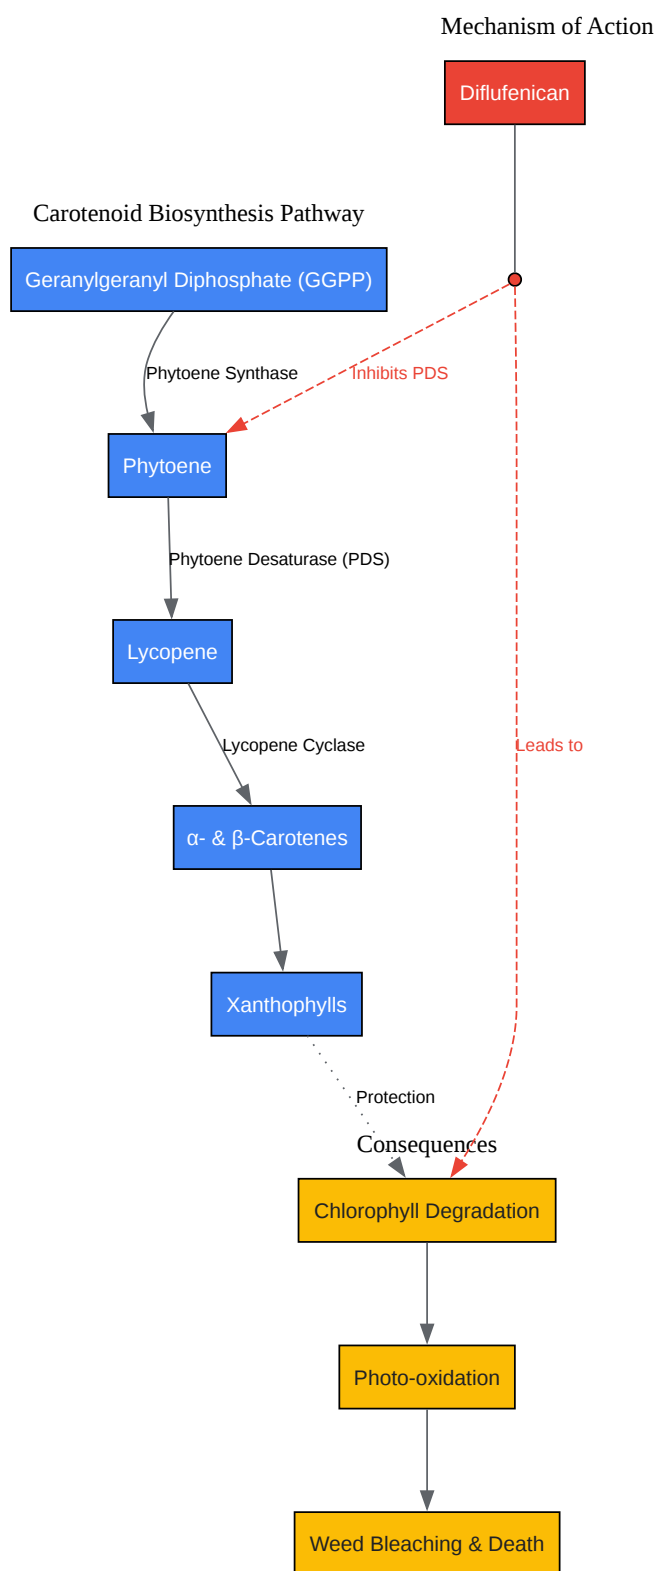 Mechanism of Action
Diflufenican
Carotenoid Biosynthesis Pathway
Geranylgeranyl Diphosphate (GGPP)
Phytoene Synthase
Inhibits PDS
Phytoene
Phytoene Desaturase (PDS)
Lycopene
Lycopene Cyclase
Leads to
α- & β-Carotenes
Xanthophylls
Protection
Consequences
Chlorophyll Degradation
Photo-oxidation
Weed Bleaching & Death